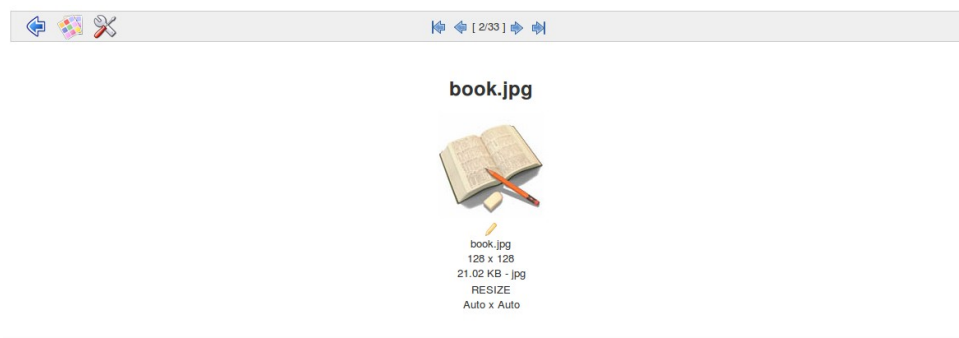 [ 2/33 ]
book.jpg
book.jpg
128 x 128
21.02 KB - jpg
RESIZE
Auto x Auto